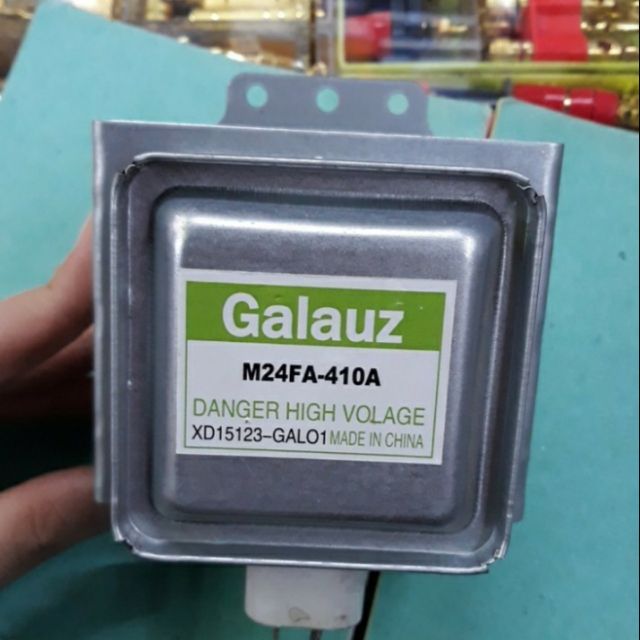 Galauz
M24FA-410A
DANGER HIGH VOLAGE
XD15123-GALO1 MADE IN CHINA